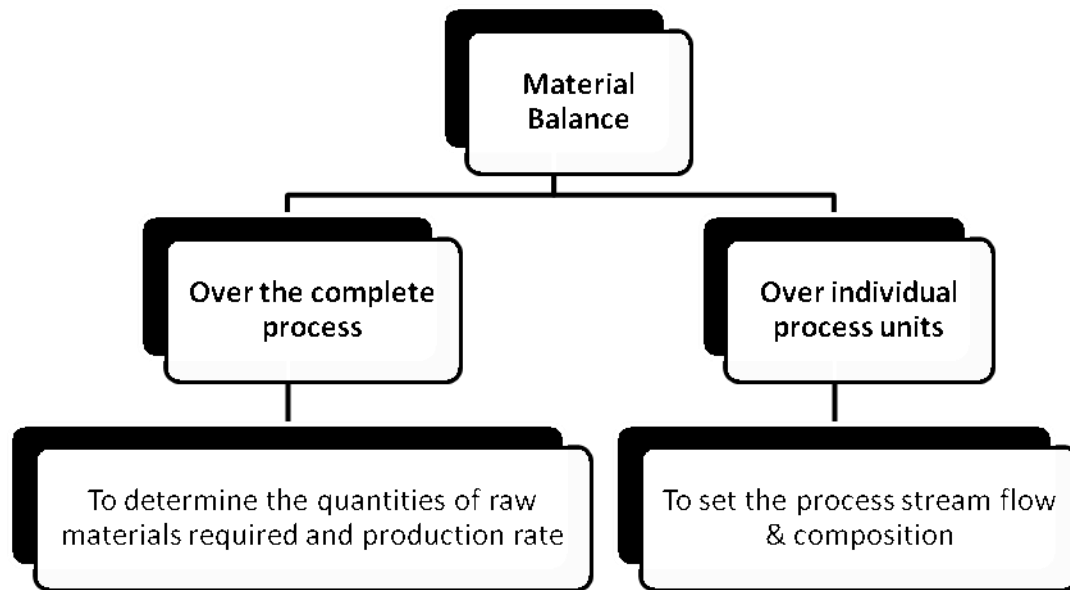 Material
Balance
Over the complete
process
Over individual
process units
To determine the quantities of raw
materials required and production rate
To set the process stream flow
& composition